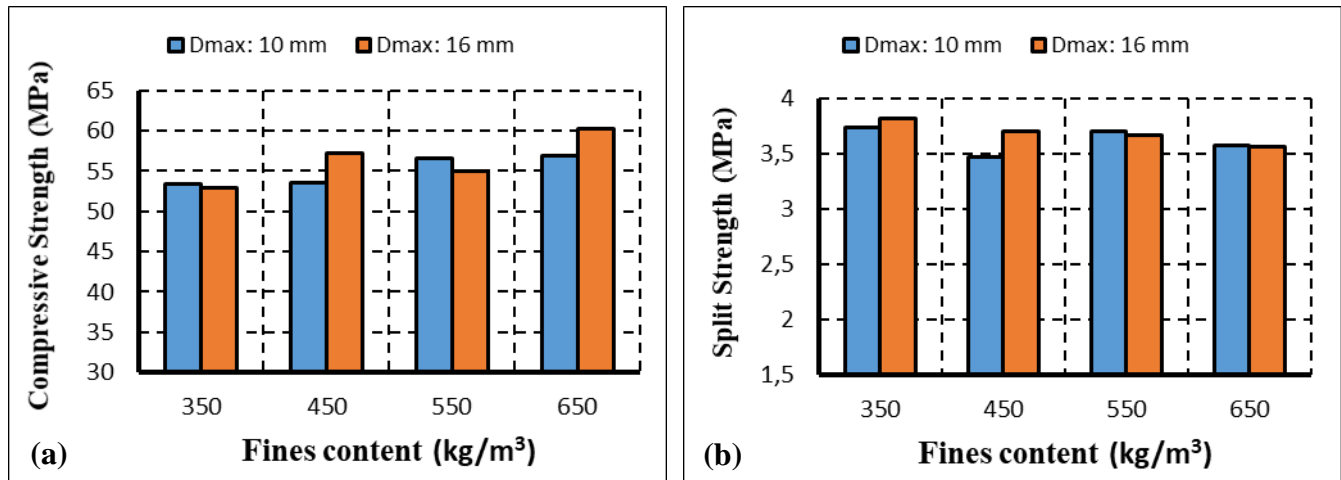 Dmax: 10 mm Dmax: 16 mm
Compressive Strength (MPa)
65
60
55
50
45
40
35
30
350 450 550 650
Fines content (kg/m³)
(a)
Dmax: 10 mm Dmax: 16 mm
Split Strength (MPa)
4
3,5
3
2,5
2
1,5
350 450 550 650
Fines content (kg/m³)
(b)